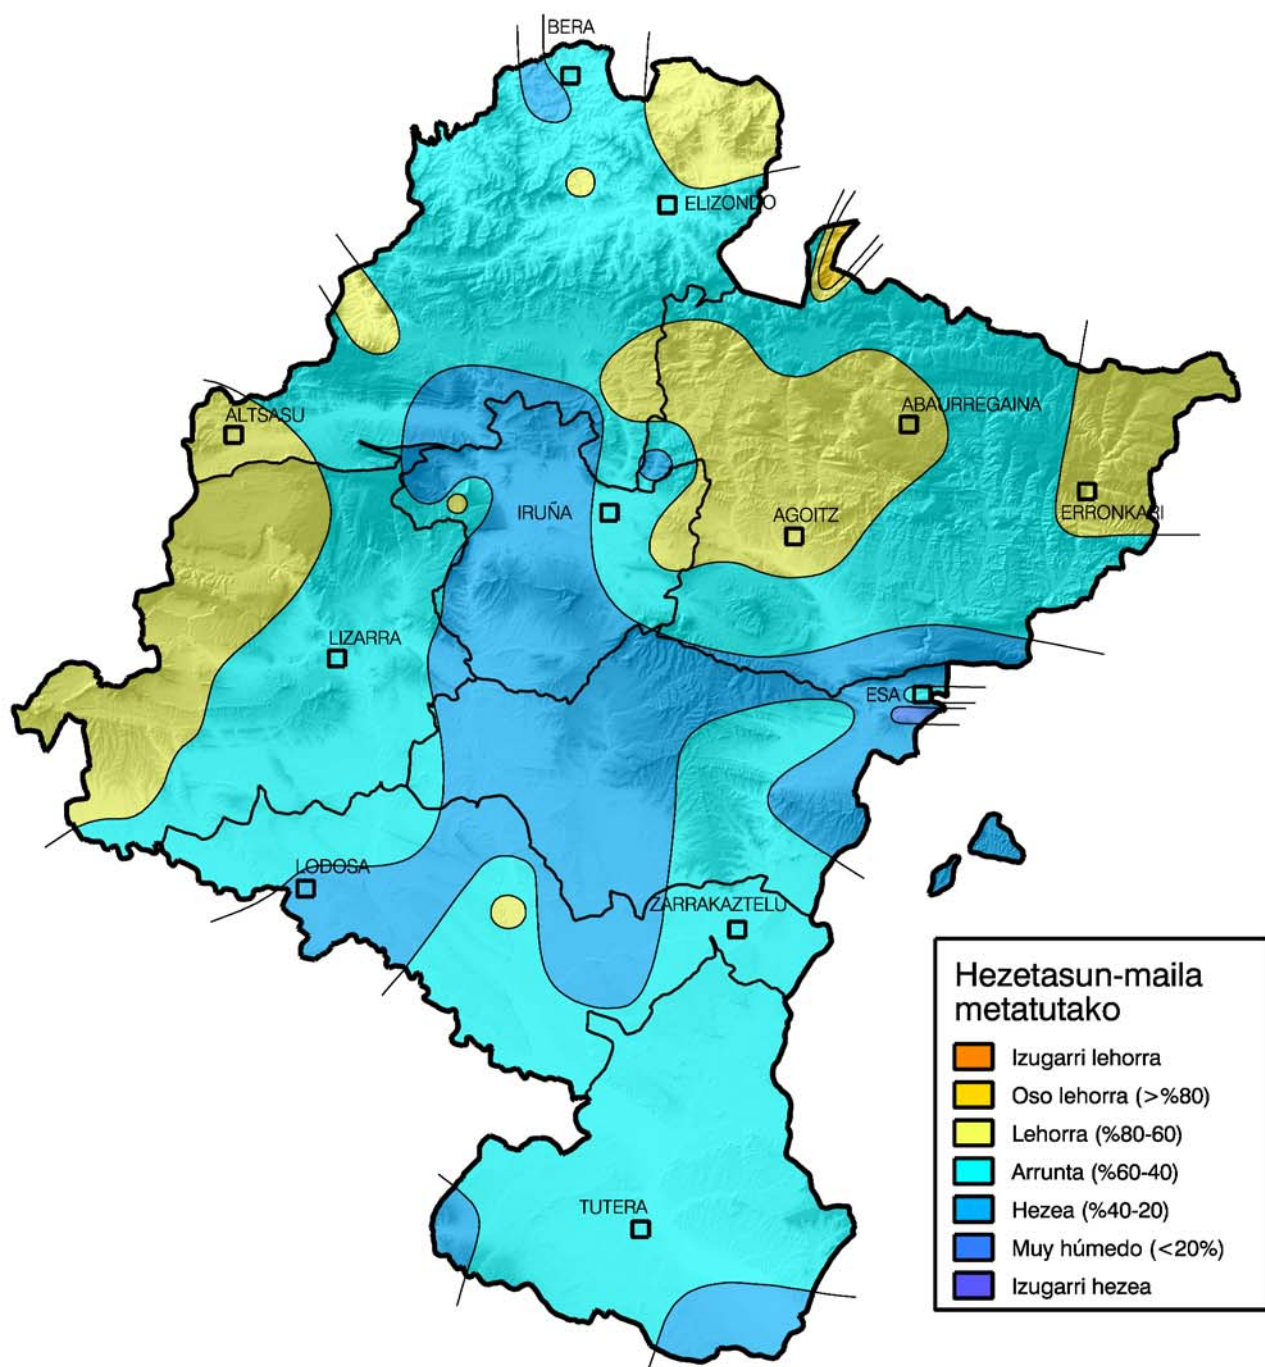 BERA
ELIZONDO
ALTSASU
ABAURREGAINA
IRUÑA
AGOITZ
ERRONKARI
LIZARRA
ESA
LODOSA
ZARRAKAZTELU
TUTERA
Hezetasun-maila
metatutako
Izugarri lehorra
Oso lehorra (>%80)
Lehorra (%80-60)
Arrunta (%60-40)
Hezea (%40-20)
Muy húmedo (<20%)
Izugarri hezea